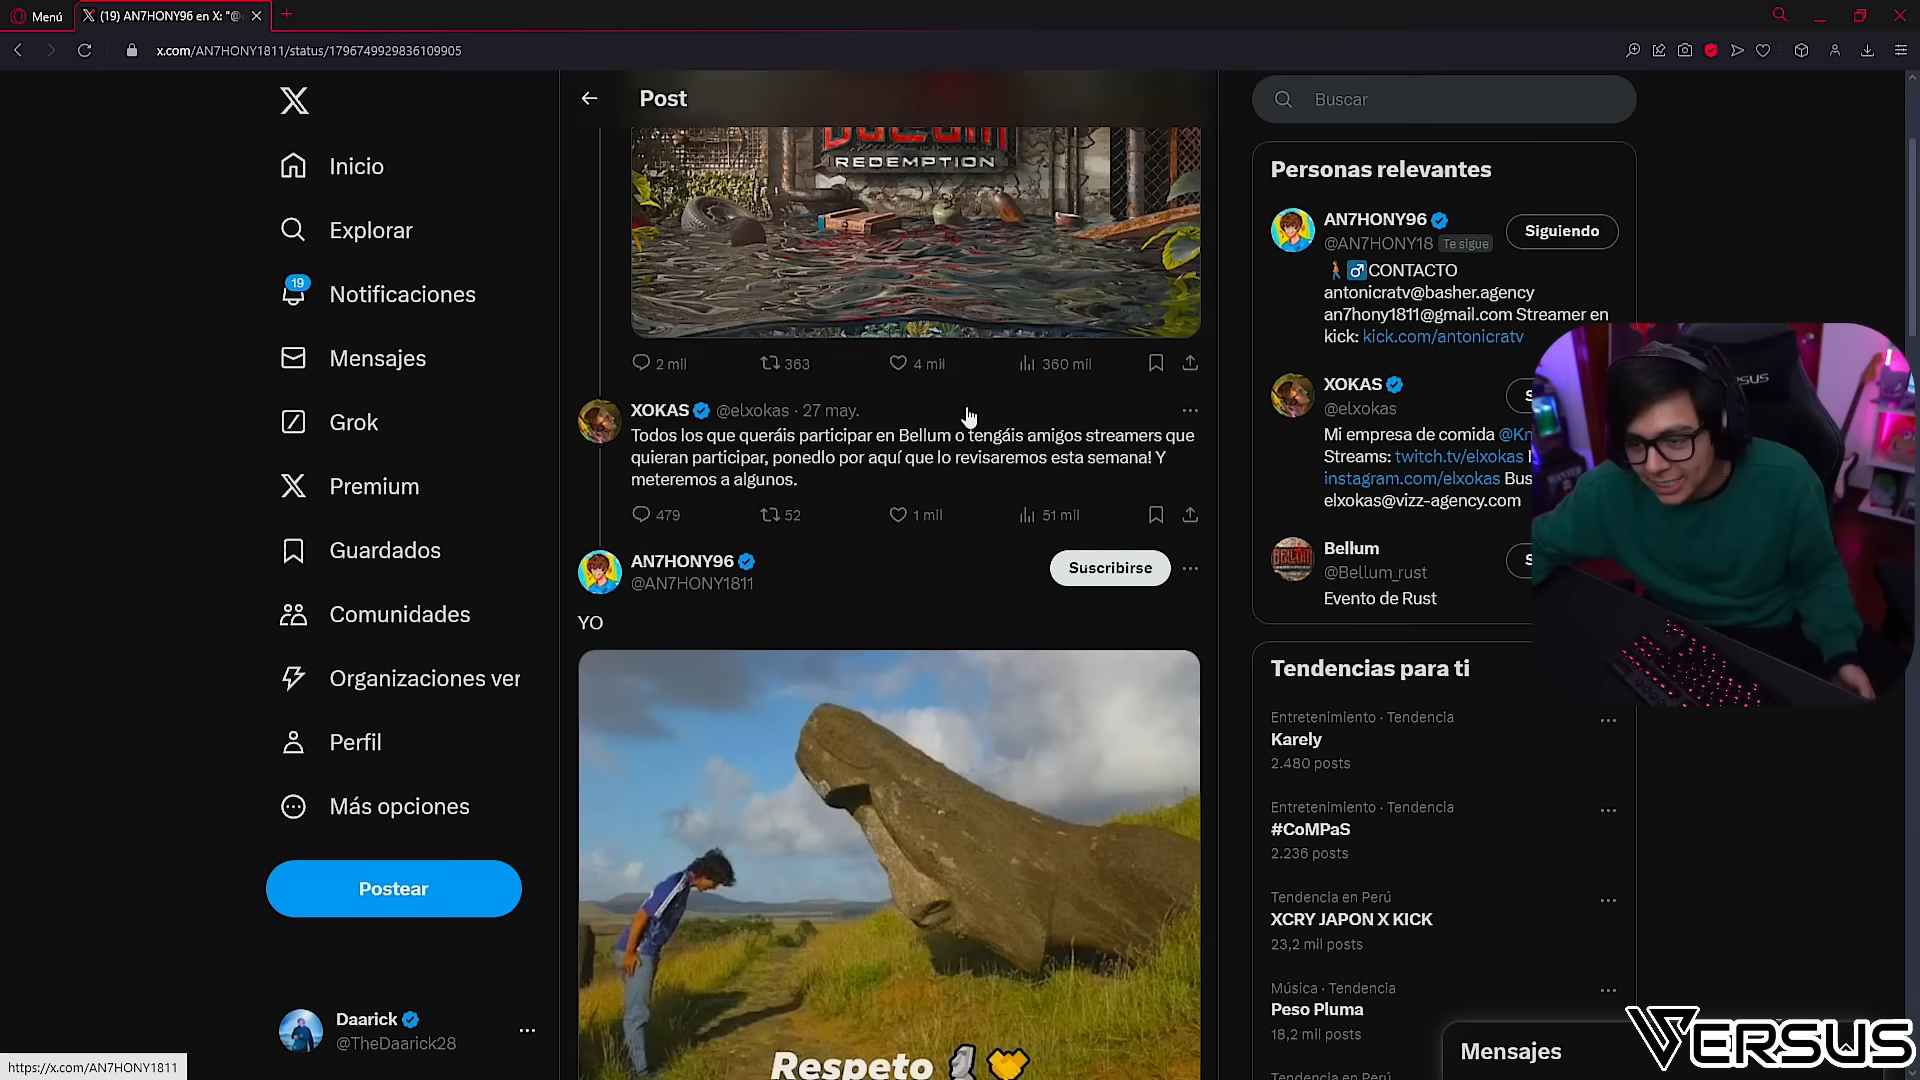 Menú
(19) AN7HONY96 en X: "@
x.com/AN7HONY1811/status/1796749929836109905
Inicio
Explorar
19
Notificaciones
Mensajes
Grok
Premium
Guardados
Comunidades
Organizaciones ver
Perfil
Más opciones
Postear
Daarick
@TheDaarick28
https://x.com/AN7HONY1811
Post
REDEMPTION
2 mil 363 4 mil 360 mil
XOKAS @elxokas · 27 may.
Todos los que queráis participar en Bellum o tengáis amigos streamers que
quieran participar, ponedlo por aquí que lo revisaremos esta semana! Y
meteremos a algunos.
479 52 1 mil 51 mil
AN7HONY96
@AN7HONY1811
Suscribirse
YO
Respeto
Buscar
Personas relevantes
AN7HONY96
@AN7HONY18 Te sigue
Siguiendo
CONTACTO
antonicratv@basher.agency
an7hony1811@gmail.com Streamer en
kick: kick.com/antonicratv
XOKAS
@elxokas
S
Mi empresa de comida @Kn
Streams: twitch.tv/elxokas
instagram.com/elxokas Bus
elxokas@vizz-agency.com
Bellum
@Bellum_rust
S
Evento de Rust
Tendencias para ti
Entretenimiento · Tendencia
Karely
2.480 posts
Entretenimiento · Tendencia
#CoMPaS
2.236 posts
Tendencia en Perú
XCRY JAPON X KICK
23,2 mil posts
Música · Tendencia
Peso Pluma
18,2 mil posts
Tendencia en Perú
Mensajes
VERSUS